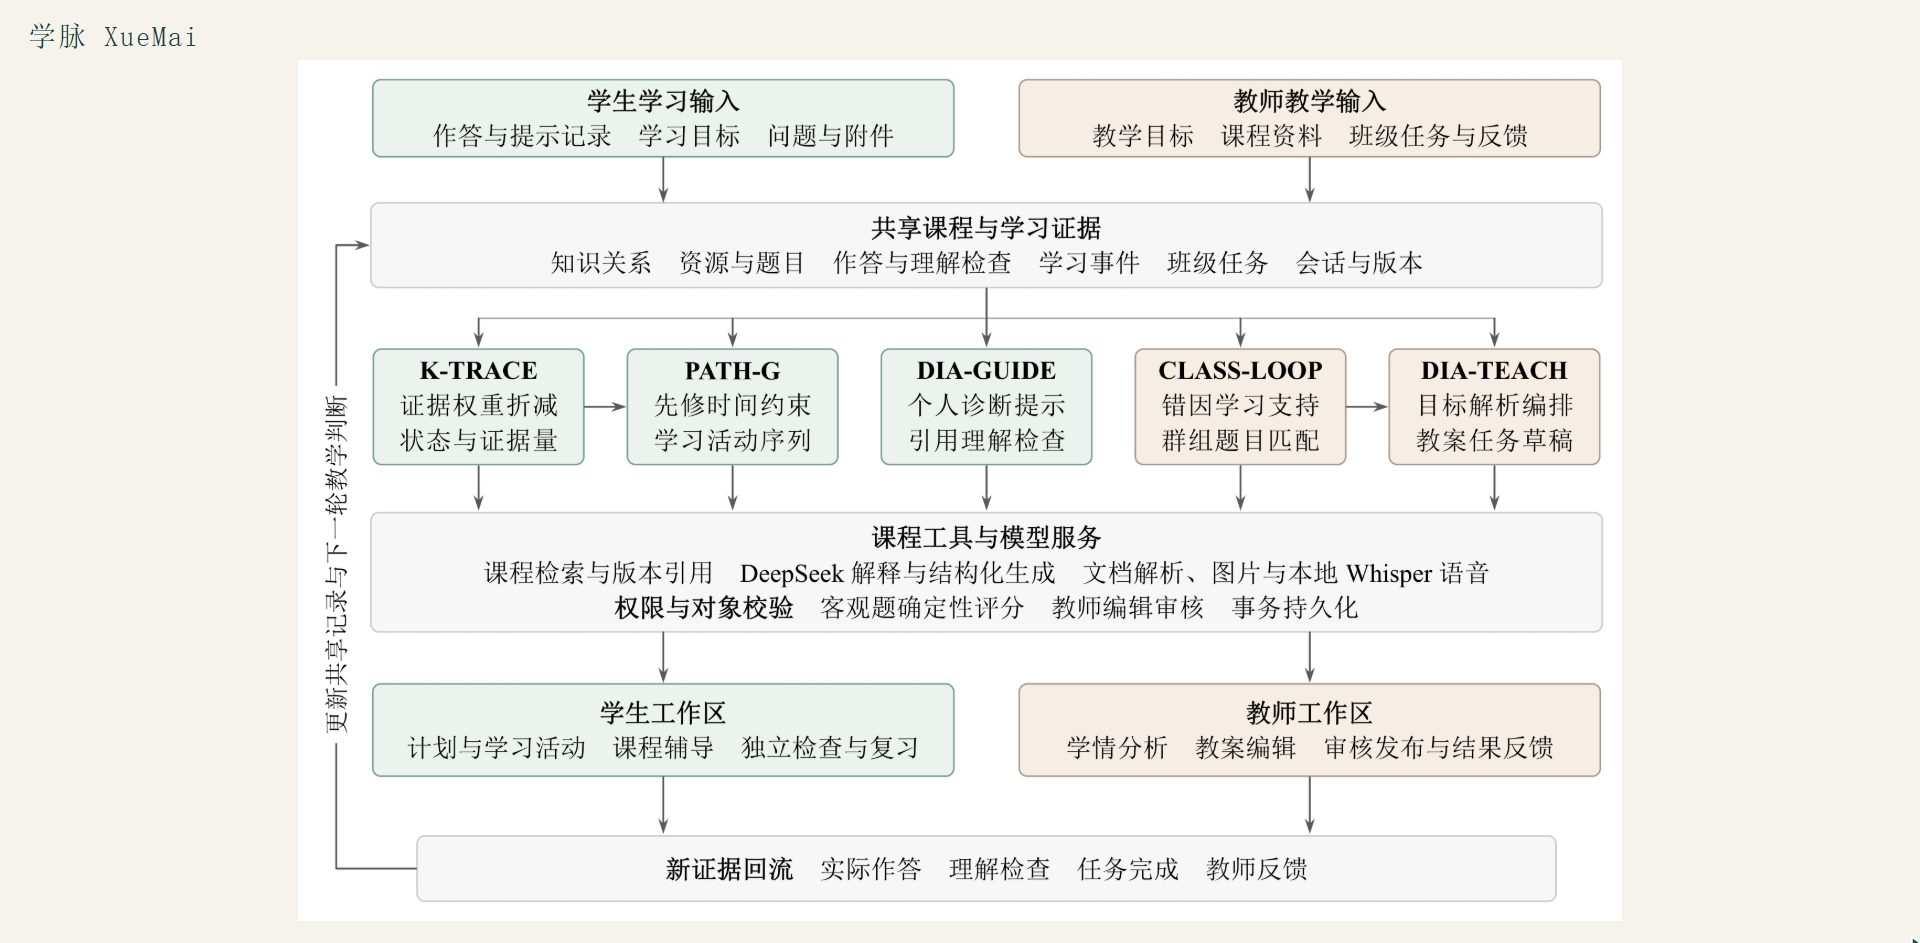 学脉 XueMai
学生学习输入
作答与提示记录 学习目标 问题与附件
教师教学输入
教学目标 课程资料 班级任务与反馈
共享课程与学习证据
知识关系 资源与题目 作答与理解检查 学习事件 班级任务 会话与版本
K-TRACE
证据权重折减
状态与证据量
PATH-G
先修时间约束
学习活动序列
DIA-GUIDE
个人诊断提示
引用理解检查
CLASS-LOOP
错因学习支持
群组题目匹配
DIA-TEACH
目标解析编排
教案任务草稿
更新共享记录与下一轮教学判断
课程工具与模型服务
课程检索与版本引用 DeepSeek 解释与结构化生成 文档解析、图片与本地 Whisper 语音
权限与对象校验 客观题确定性评分 教师编辑审核 事务持久化
学生工作区
计划与学习活动 课程辅导 独立检查与复习
教师工作区
学情分析 教案编辑 审核发布与结果反馈
新证据回流 实际作答 理解检查 任务完成 教师反馈